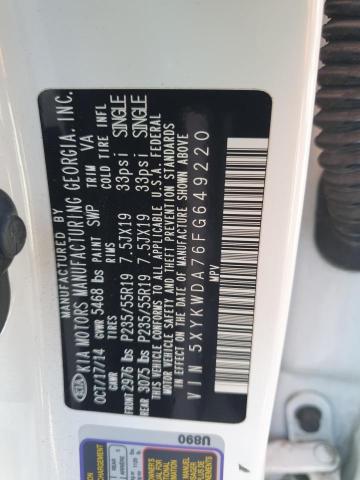 KIA MANUFACTURED BY
KIA MOTORS MANUFACTURING GEORGIA, INC.
OCT/17/14 GVWR 5468 lbs PAINT SWP TRIM VA
GAWR TIRES RIMS COLD TIRE INFL
FRONT 2976 lbs P235/55R19 7.5JX19 33psi SINGLE
REAR 3075 lbs P235/55R19 7.5JX19 33psi SINGLE
THIS VEHICLE CONFORMS TO ALL APPLICABLE U.S.A. FEDERAL
MOTOR VEHICLE SAFETY AND THEFT PREVENTION STANDARDS
IN EFFECT ON THE DATE OF MANUFACTURE SHOWN ABOVE
VIN 5XYKWDA76FG649220
MPV
U890